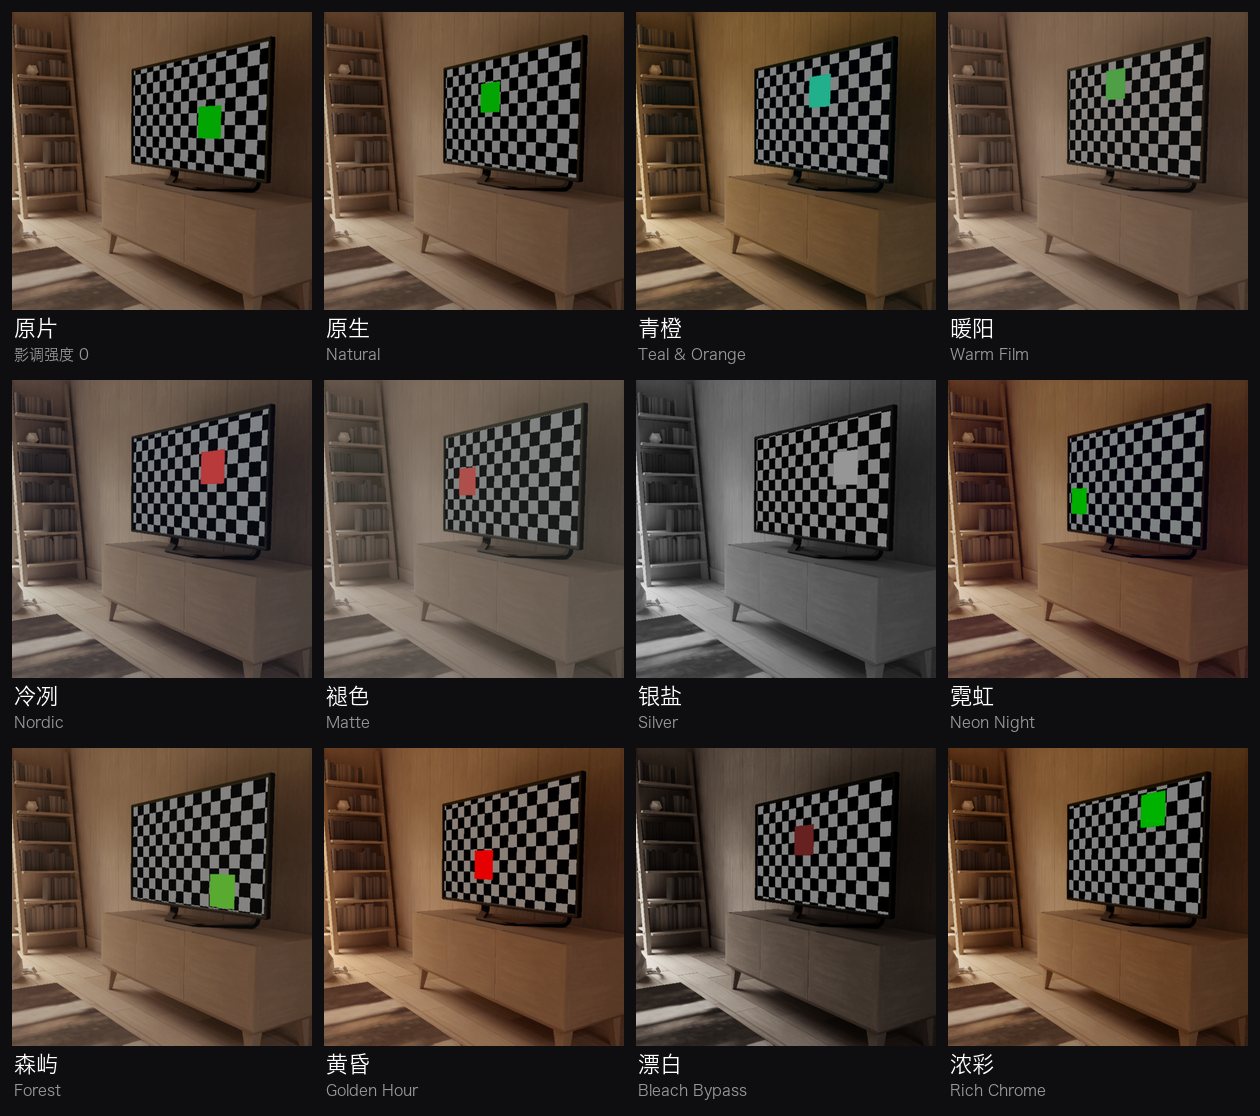 原片
影调强度 0
原生
Natural
青橙
Teal & Orange
暖阳
Warm Film
冷冽
Nordic
褪色
Matte
银盐
Silver
霓虹
Neon Night
森屿
Forest
黄昏
Golden Hour
漂白
Bleach Bypass
浓彩
Rich Chrome